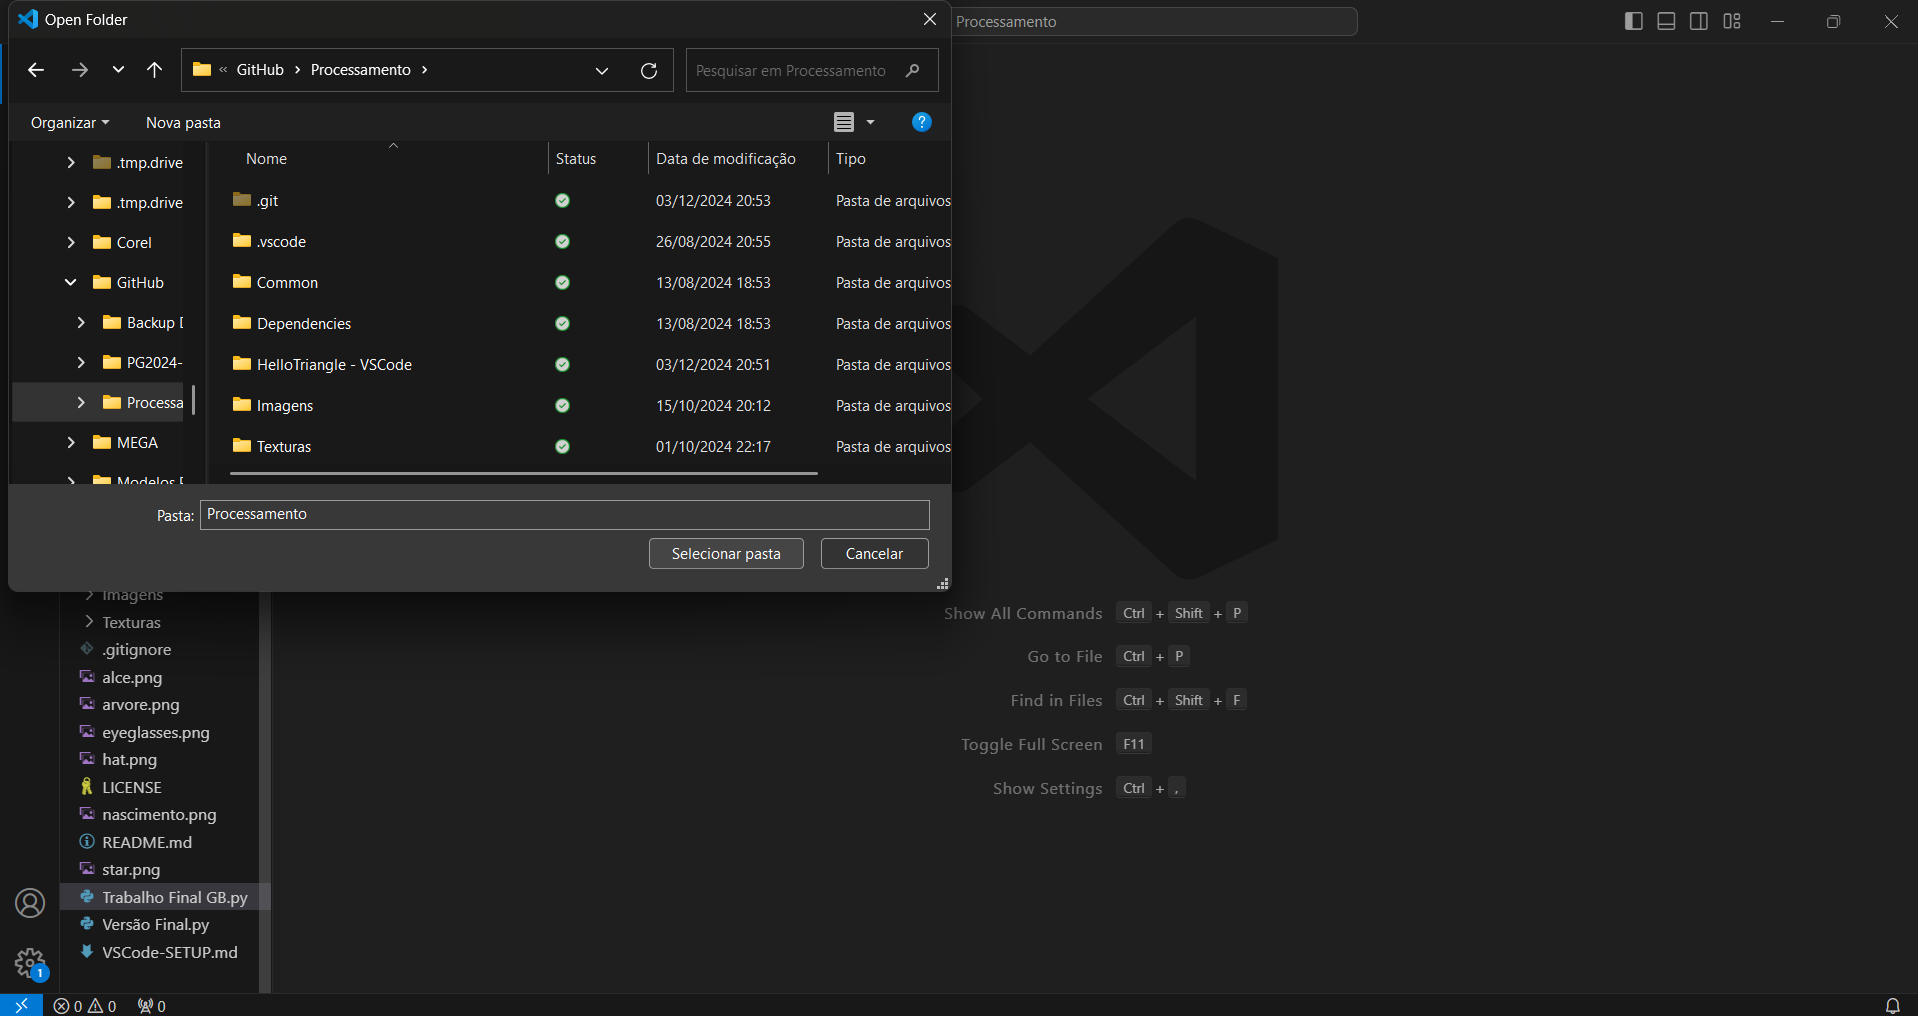 Open Folder
Processamento
« GitHub > Processamento >
Pesquisar em Processamento
Organizar
Nova pasta
Nome
Status
Data de modificação
Tipo
.tmp.drive
.tmp.drive
Corel
GitHub
Backup D
PG2024-
Processa
MEGA
Modelos
.git 03/12/2024 20:53 Pasta de arquivos
.vscode 26/08/2024 20:55 Pasta de arquivos
Common 13/08/2024 18:53 Pasta de arquivos
Dependencies 13/08/2024 18:53 Pasta de arquivos
HelloTriangle - VSCode 03/12/2024 20:51 Pasta de arquivos
Imagens 15/10/2024 20:12 Pasta de arquivos
Texturas 01/10/2024 22:17 Pasta de arquivos
Pasta: Processamento
Selecionar pasta
Cancelar
Imagens
Texturas
.gitignore
alce.png
arvore.png
eyeglasses.png
hat.png
LICENSE
nascimento.png
README.md
star.png
Trabalho Final GB.py
Versão Final.py
VSCode-SETUP.md
Show All Commands Ctrl + Shift + P
Go to File Ctrl + P
Find in Files Ctrl + Shift + F
Toggle Full Screen F11
Show Settings Ctrl + ,
1
0 0 0